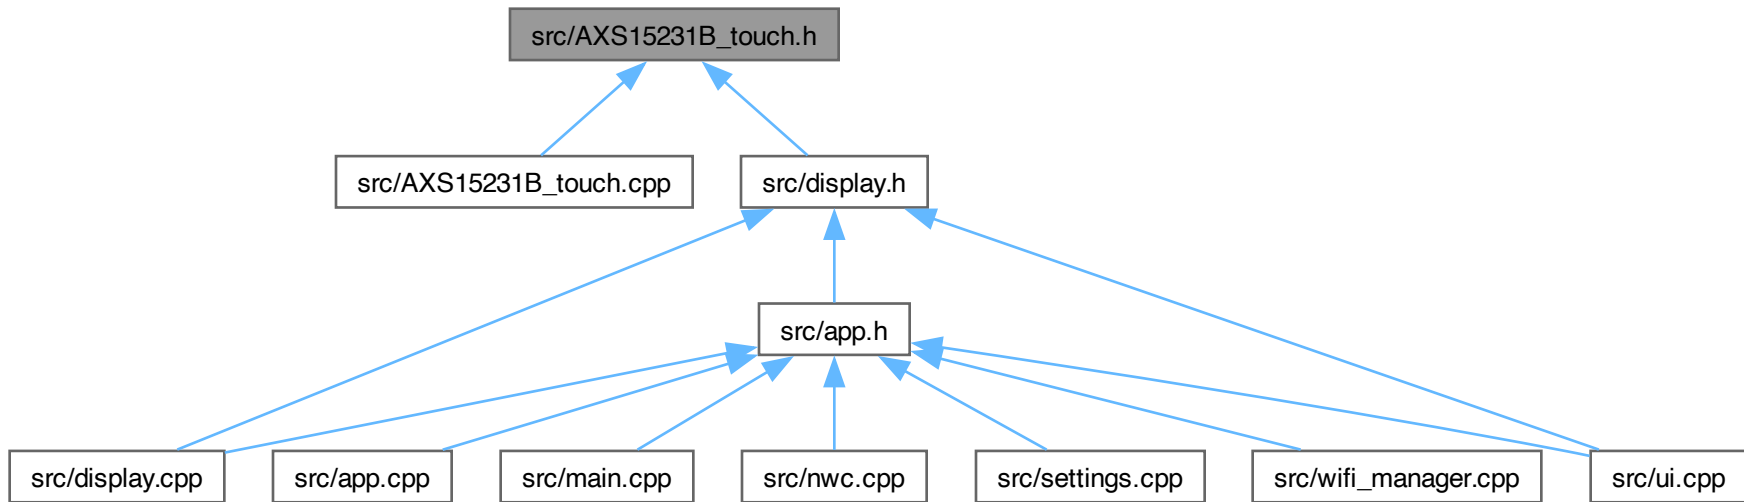 src/AXS15231B_touch.h
src/AXS15231B_touch.cpp
src/display.h
src/app.h
src/display.cpp
src/app.cpp
src/main.cpp
src/nwc.cpp
src/settings.cpp
src/wifi_manager.cpp
src/ui.cpp